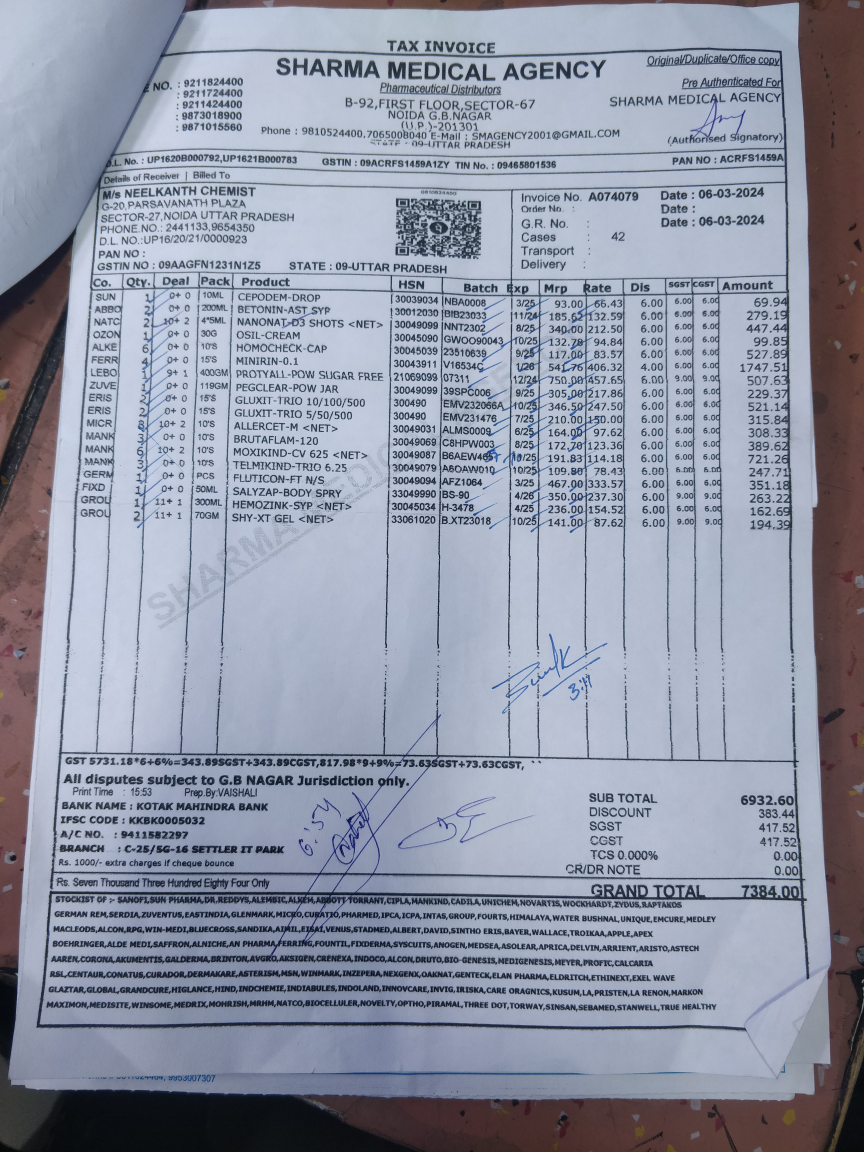 TAX INVOICE
Original/Duplicate/Office copy
SHARMA MEDICAL AGENCY
Pharmaceutical Distributors
B-92,FIRST FLOOR,SECTOR-67
NOIDA G.B.NAGAR
(U.P.)-201301
Phone : 9810524400,7065008040 E-Mail : SMAGENCY2001@GMAIL.COM
STATE : 09-UTTAR PRADESH
NO. : 9211824400
: 9211724400
: 9211424400
: 9873018900
: 9871015560
Pre Authenticated For
SHARMA MEDICAL AGENCY
(Authorised Signatory)
D.L. No. : UP1620B000792,UP1621B000783 GSTIN : 09ACRFS1459A1ZY TIN No. : 09465801536 PAN NO : ACRFS1459A
Details of Receiver | Billed To
M/s NEELKANTH CHEMIST
G-20,PARSAVANATH PLAZA
SECTOR-27,NOIDA UTTAR PRADESH
PHONE.NO.: 2441133,9654350
D.L. NO.:UP16/20/21/0000923
PAN NO :
GSTIN NO : 09AAGFN1231N1Z5 STATE : 09-UTTAR PRADESH
Invoice No. A074079 Date : 06-03-2024
Order No. : Date :
G.R. No. : Date : 06-03-2024
Cases : 42
Transport :
Delivery :
Co. Qty. Deal Pack Product HSN Batch Exp Mrp Rate Dis SGST CGST Amount
SUN 1 0+ 0 10ML CEPODEM-DROP 30039034 NBA0008 3/25 93.00 66.43 6.00 6.00 6.00 69.94
ABBO 2 0+ 0 200ML BETONIN-AST SYP 30012030 BIB23033 11/24 185.62 132.59 6.00 6.00 6.00 279.19
NATC 2 10+ 2 4*5ML NANONAT-D3 SHOTS <NET> 30049099 NNT2302 8/25 340.00 212.50 6.00 6.00 6.00 447.44
OZON 1 0+ 0 30G OSIL-CREAM 30045090 GWOO90043 10/25 132.78 94.84 6.00 6.00 6.00 99.85
ALKE 6 0+ 0 10'S HOMOCHECK-CAP 30045039 23510639 9/25 117.00 83.57 6.00 6.00 6.00 527.89
FERR 4 0+ 0 15'S MINIRIN-0.1 30043911 V16534C 1/26 541.76 406.32 4.00 6.00 6.00 1747.51
LEBO 1 9+ 1 400GM PROTYALL-POW SUGAR FREE 21069099 07311 12/24 750.00 457.65 6.00 9.00 9.00 507.63
ZUVE 1 0+ 0 119GM PEGCLEAR-POW JAR 30049099 39SPC006 9/25 305.00 217.86 6.00 6.00 6.00 229.37
ERIS 2 0+ 0 15'S GLUXIT-TRIO 10/100/500 300490 EMV232066A 10/25 346.50 247.50 6.00 6.00 6.00 521.14
ERIS 2 0+ 0 15'S GLUXIT-TRIO 5/50/500 300490 EMV231476 7/25 210.00 150.00 6.00 6.00 6.00 315.84
MICR 10+ 2 10'S ALLERCET-M <NET> 30049031 ALMS0009 6/25 164.00 97.62 6.00 6.00 6.00 308.33
MANK 3 0+ 0 10'S BRUTAFLAM-120 30049069 C8HPW003 8/25 172.70 123.36 6.00 6.00 6.00 389.62
MANK 6 10+ 2 10'S MOXIKIND-CV 625 <NET> 30049087 191.83 114.18 6.00 6.00 6.00 721.26
MANK 3 0+ 0 10'S TELMIKIND-TRIO 6.25 30049079 A8OAW010 10/25 109.80 78.43 6.00 6.00 6.00 247.71
GERM 1 0+ 0 PCS FLUTICON-FT N/S 30049094 AFZ1064 3/25 467.00 333.57 6.00 6.00 6.00 351.18
FIXD 1 0+ 0 50ML SALYZAP-BODY SPRY 33049990 BS-90 4/26 350.00 237.30 6.00 9.00 9.00 263.22
GROU 1 11+ 1 300ML HEMOZINK-SYP <NET> 30045034 H-3478 4/25 236.00 154.52 6.00 6.00 6.00 162.69
GROU 2 11+ 1 70GM SHY-XT GEL <NET> 33061020 B.XT23018 10/25 141.00 87.62 6.00 9.00 9.00 194.39
SHARMA MEDIC
GST 5731.18*6+6%=343.89SGST+343.89CGST,817.98*9+9%=73.63SGST+73.63CGST,
All disputes subject to G.B NAGAR Jurisdiction only.
Print Time : 15:53 Prep.By:VAISHALI
BANK NAME : KOTAK MAHINDRA BANK
IFSC CODE : KKBK0005032
A/C NO. : 9411582297
BRANCH : C-25/SG-16 SETTLER IT PARK
Rs. 1000/- extra charges if cheque bounce
6:54
SUB TOTAL 6932.60
DISCOUNT 383.44
SGST 417.52
CGST 417.52
TCS 0.000% 0.00
CR/DR NOTE 0.00
Rs. Seven Thousand Three Hundred Eighty Four Only
GRAND TOTAL 7384.00
STOCKIST OF :- SANOFI,SUN PHARMA,DR.REDDYS,ALEMBIC,ALKEM,ABBOTT TORRANT,CIPLA,MANKIND,CADILA,UNICHEM,NOVARTIS,WOCKHARDT,ZYDUS,RAPTAKOS
GERMAN REM,SERDIA,ZUVENTUS,EASTINDIA,GLENMARK,MICRO,CURATIO,PHARMED,IPCA,ICPA,INTAS,GROUP,FOURTS,HIMALAYA,WATER BUSHNAL,UNIQUE,EMCURE,MEDLEY
MACLEODS,ALCON,RPG,WIN-MEDI,BLUECROSS,SANDIKA,AIMIL,EISAI,VENUS,STADMED,ALBERT,DAVID,SINTHO ERIS,BAYER,WALLACE,TROIKAA,APPLE,APEX
BOEHRINGER,ALDE MEDI,SAFFRON,ALNICHE,AN PHARMA,FERRING,FOUNTIL,FIXDERMA,SYSCUITS,ANOGEN,MEDSEA,ASOLEAR,APRICA,DELVIN,ARRIENT,ARISTO,ASTECH
AAREN,CORONA,AKUMENTIS,GALDERMA,BRINTON,AVGRO,AKSIGEN,CRENEXA,INDOCO,ALCON,DRUTO,BIO-GENESIS,MEDIGENESIS,MEYER,PROFIC,CALCARIA
RSL,CENTAUR,CONATUS,CURADOR,DERMAKARE,ASTERISM,MSN,WINMARK,INZEPERA,NEXGENX,OAKNAT,GENTECK,ELAN PHARMA,ELDRITCH,ETHINEXT,EXEL WAVE
GLAZTAR,GLOBAL,GRANDCURE,HIGLANCE,HIND,INDCHEMIE,INDIABULES,INDOLAND,INNOVCARE,INVIG,IRISKA,CARE ORAGNICS,KUSUM,LA,PRISTEN,LA RENON,MARKON
MAXIMON,MEDISITE,WINSOME,MEDRIX,MOHRISH,MRHM,NATCO,BIOCELLULER,NOVELTY,OPTHO,PIRAMAL,THREE DOT,TORWAY,SINSAN,SEBAMED,STANWELL,TRUE HEALTHY
9953007307